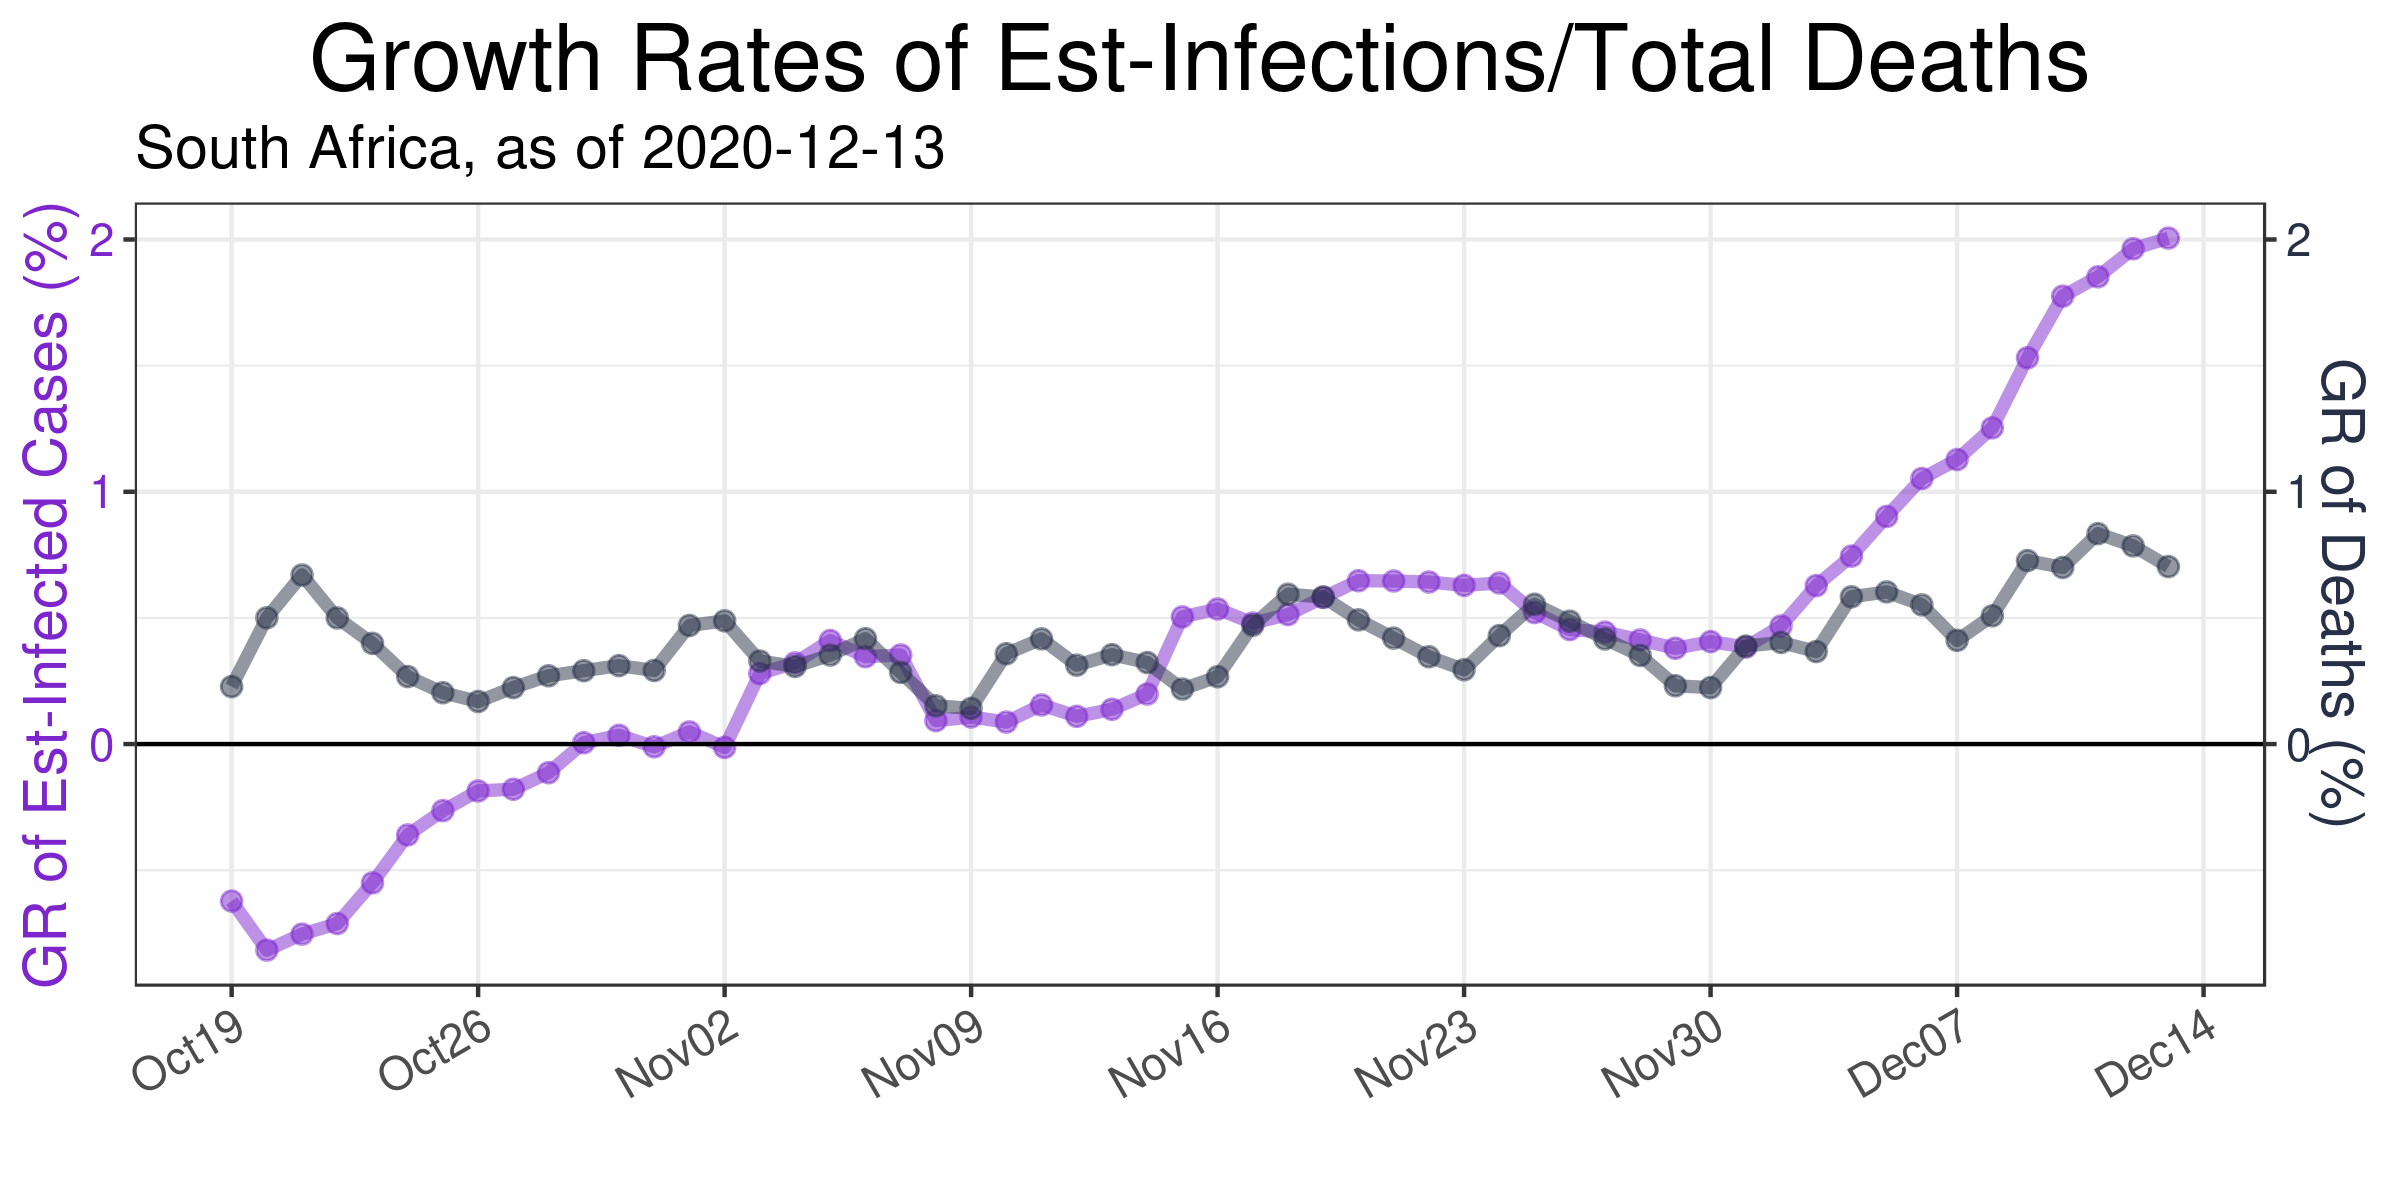 Growth Rates of Est-Infections/Total Deaths
South Africa, as of 2020-12-13
GR of Est-Infected Cases (%)
2
1
0
2
1
0
GR of Deaths (%)
Oct19
Oct26
Nov02
Nov09
Nov16
Nov23
Nov30
Dec07
Dec14